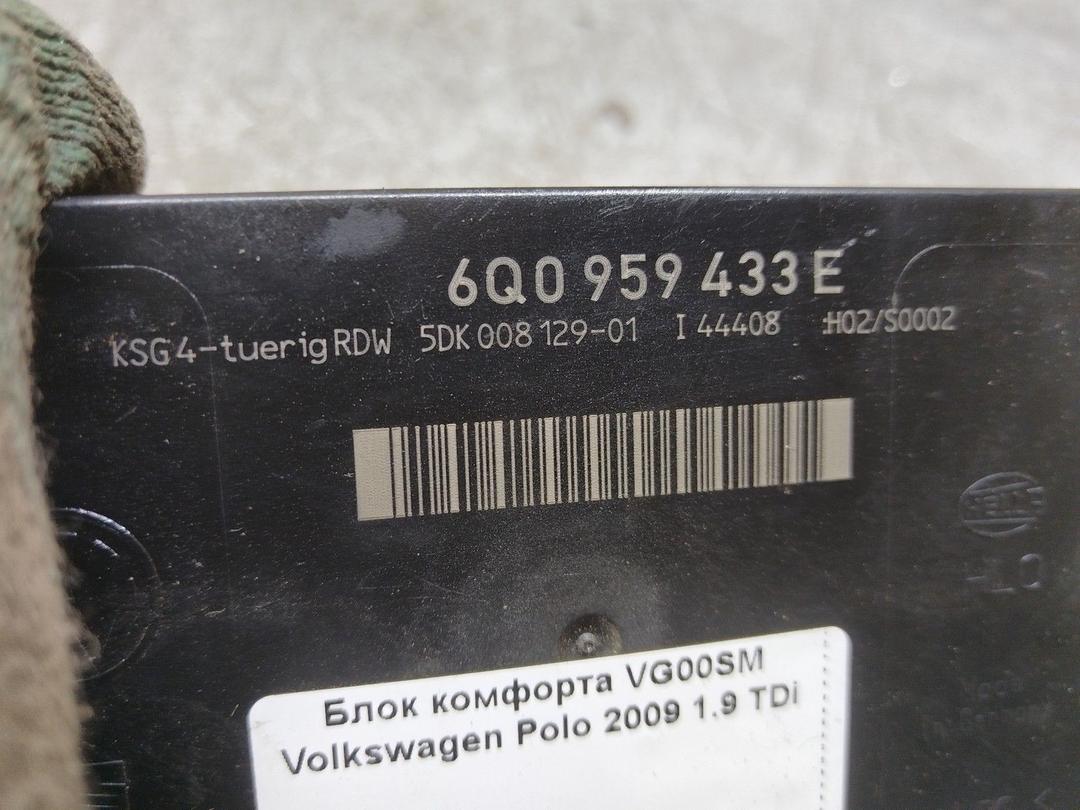 6Q0 959 433 E
KSG 4-tuerig RDW 5DK 008 129-01 I 44408 H02/S0002
HELLA
Блок комфорта VG00SM
Volkswagen Polo 2009 1.9 TDi